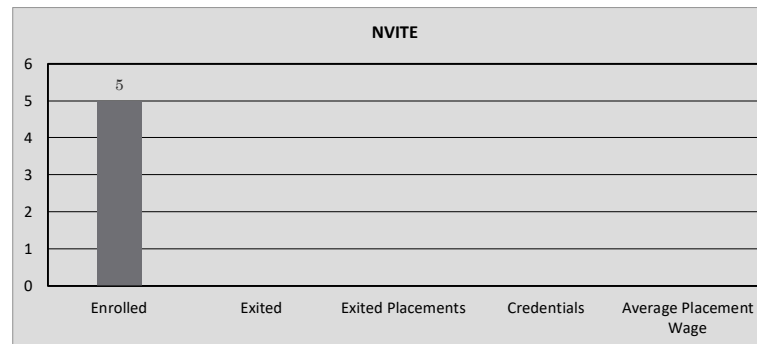 NVITE
6
5
5
4
3
2
1
0
Enrolled
Exited
Exited Placements
Credentials
Average Placement
Wage